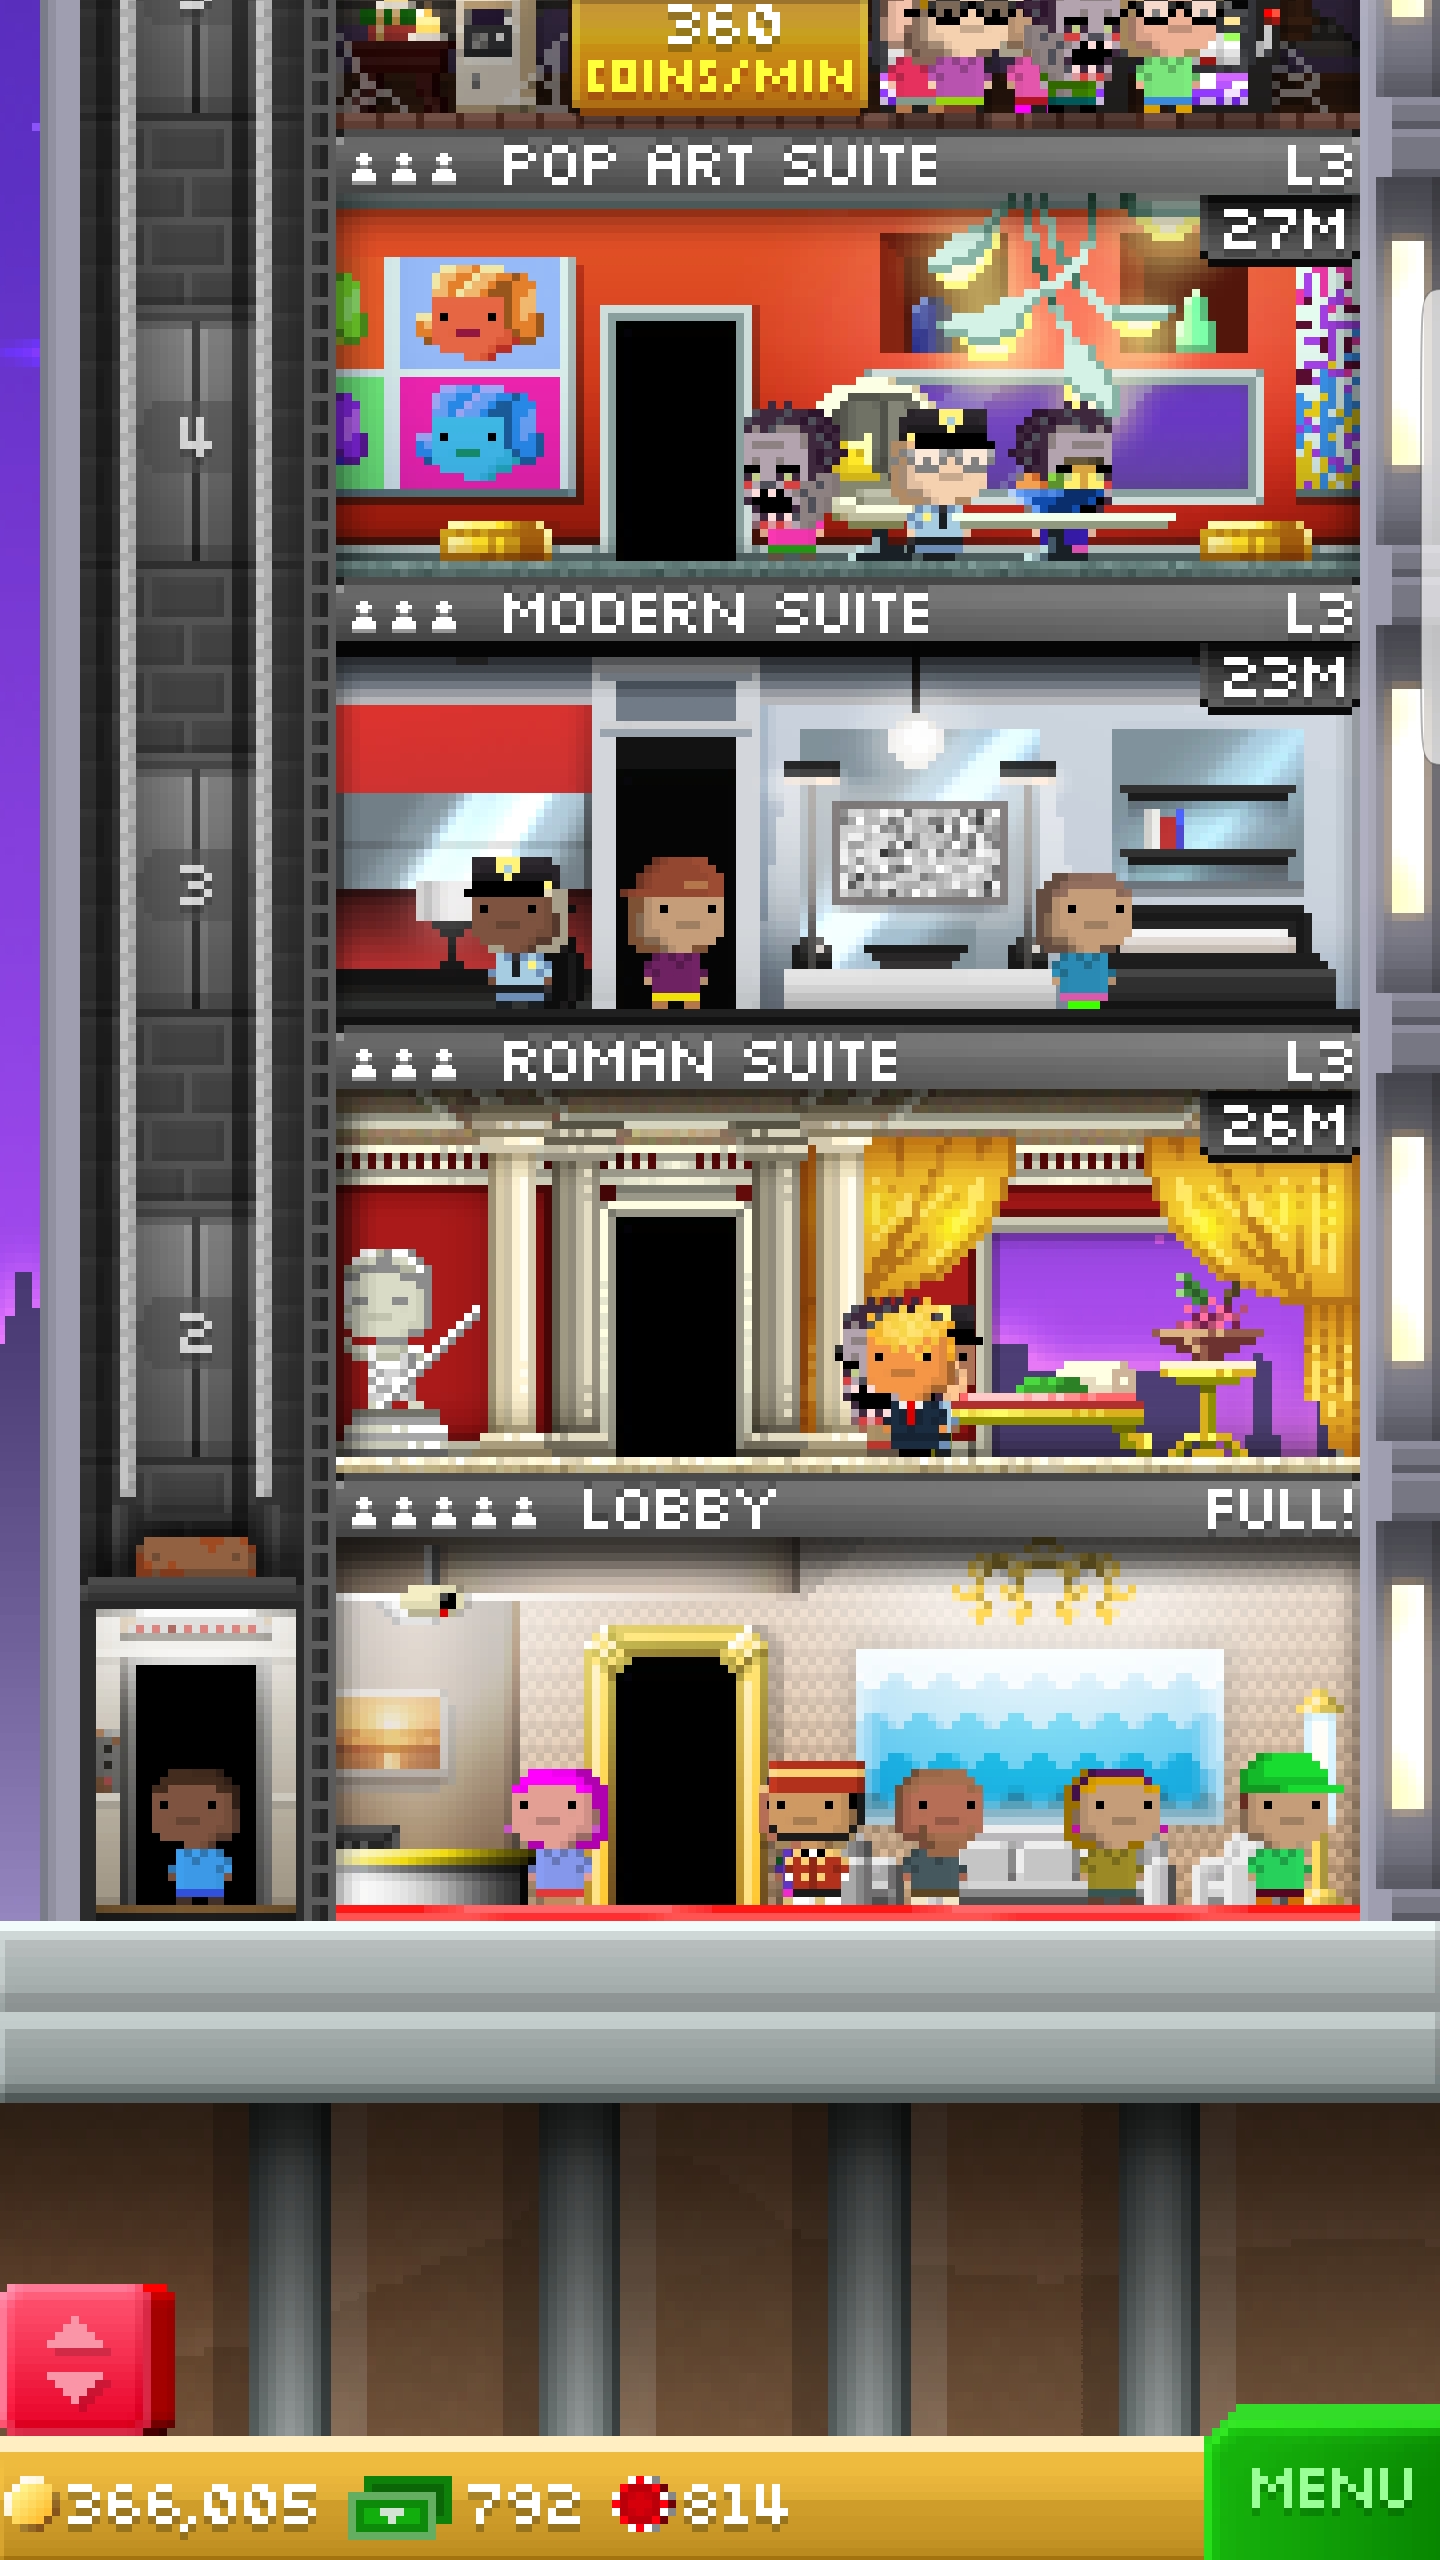 360
COINS/MIN
POP ART SUITE L3
27M
4
MODERN SUITE L3
23M
3
ROMAN SUITE L3
26M
2
LOBBY FULL!
366,005 792 814
MENU